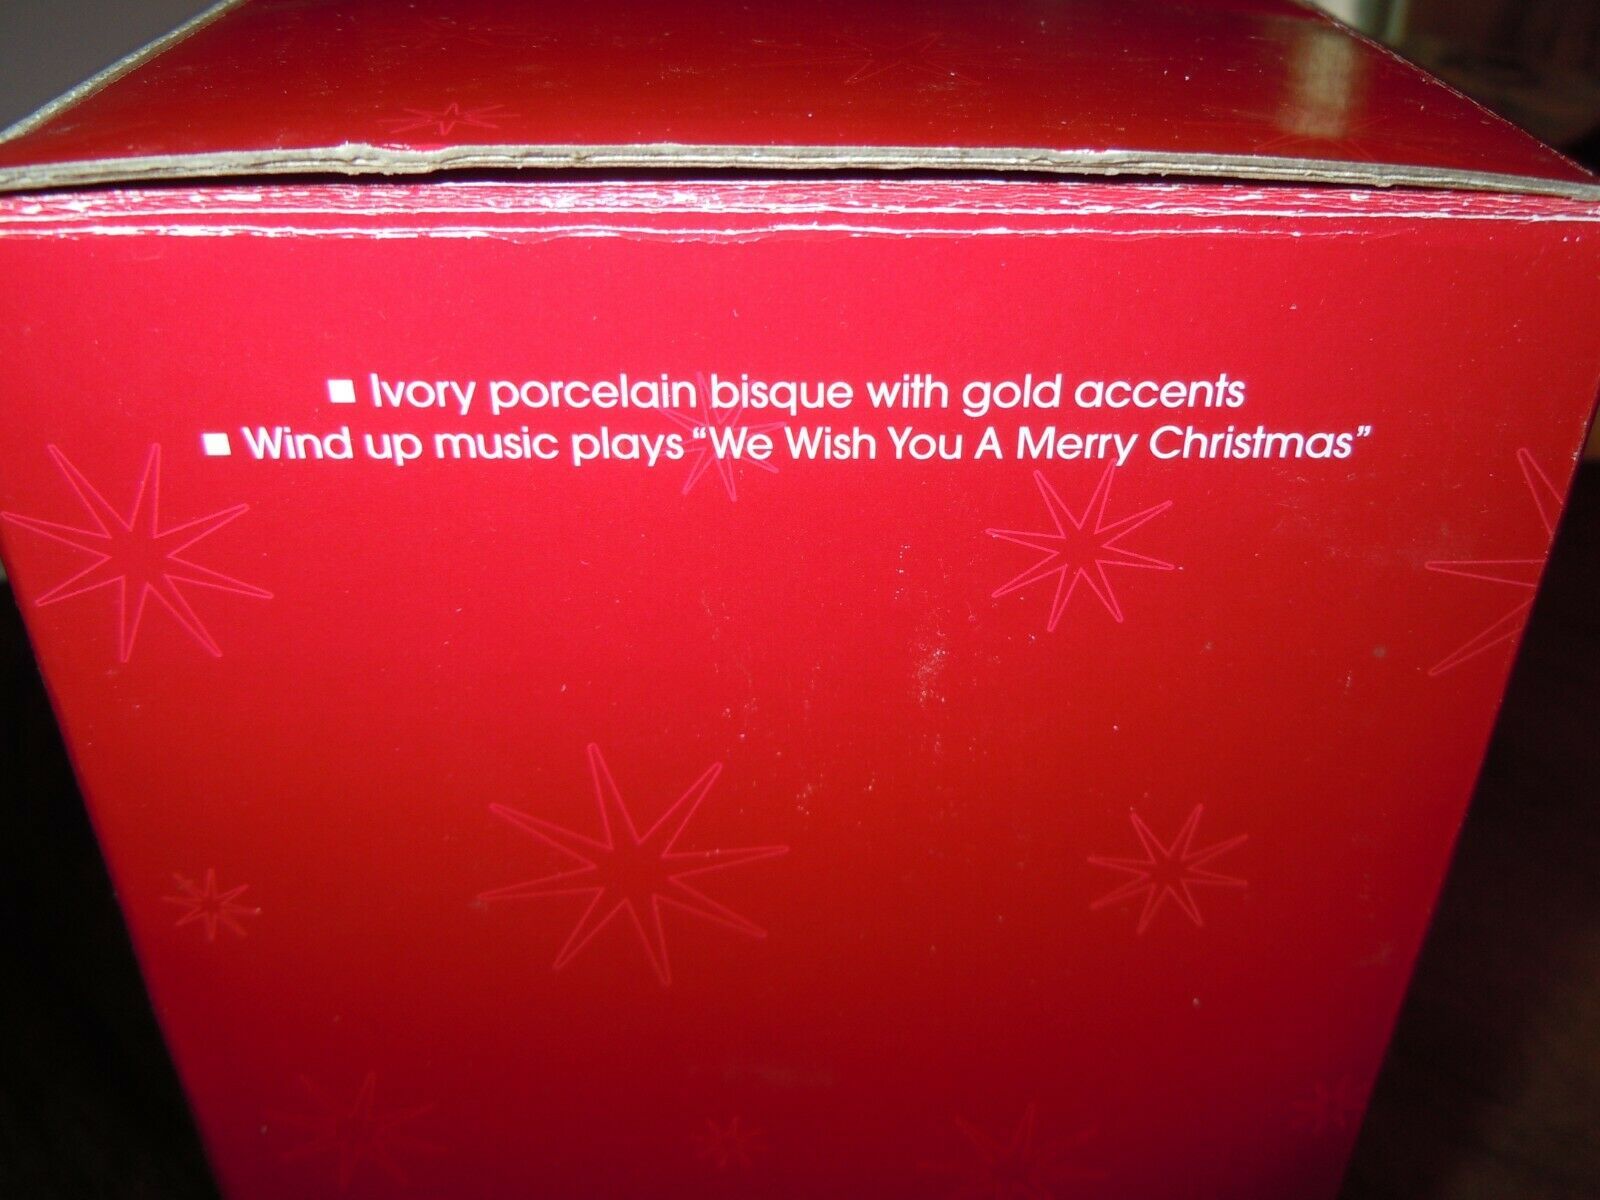 ■ Ivory porcelain bisque with gold accents
■ Wind up music plays “We Wish You A Merry Christmas”